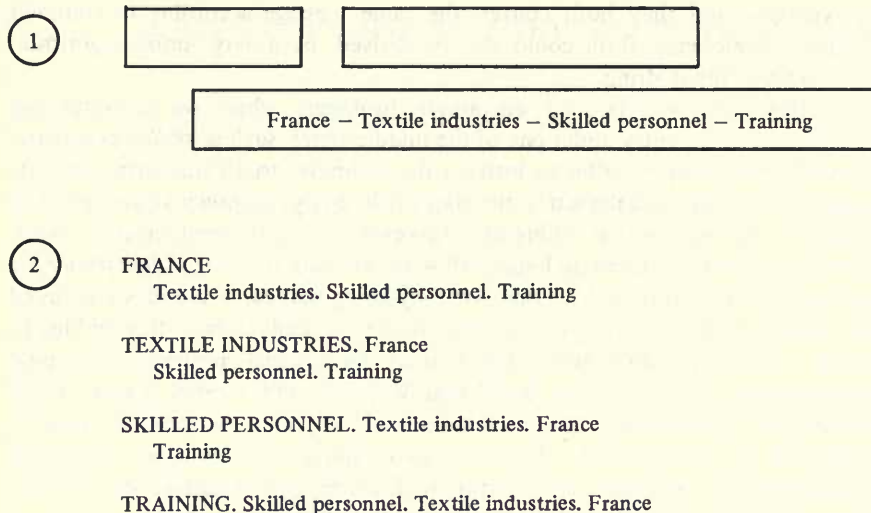 1
France – Textile industries – Skilled personnel – Training
2
FRANCE
Textile industries. Skilled personnel. Training
TEXTILE INDUSTRIES. France
Skilled personnel. Training
SKILLED PERSONNEL. Textile industries. France
Training
TRAINING. Skilled personnel. Textile industries. France